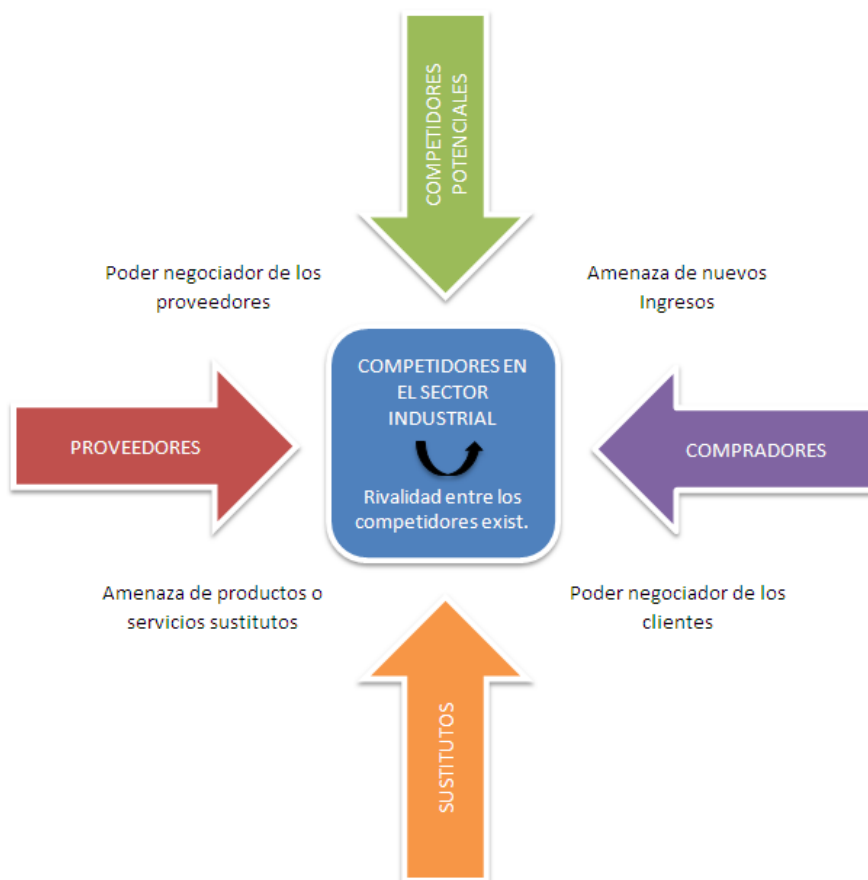 COMPETIDORES
POTENCIALES
Poder negociador de los
proveedores
Amenaza de nuevos
Ingresos
COMPETIDORES EN
EL SECTOR
INDUSTRIAL
Rivalidad entre los
competidores exist.
PROVEEDORES
COMPRADORES
Amenaza de productos o
servicios sustitutos
Poder negociador de los
clientes
SUSTITUTOS